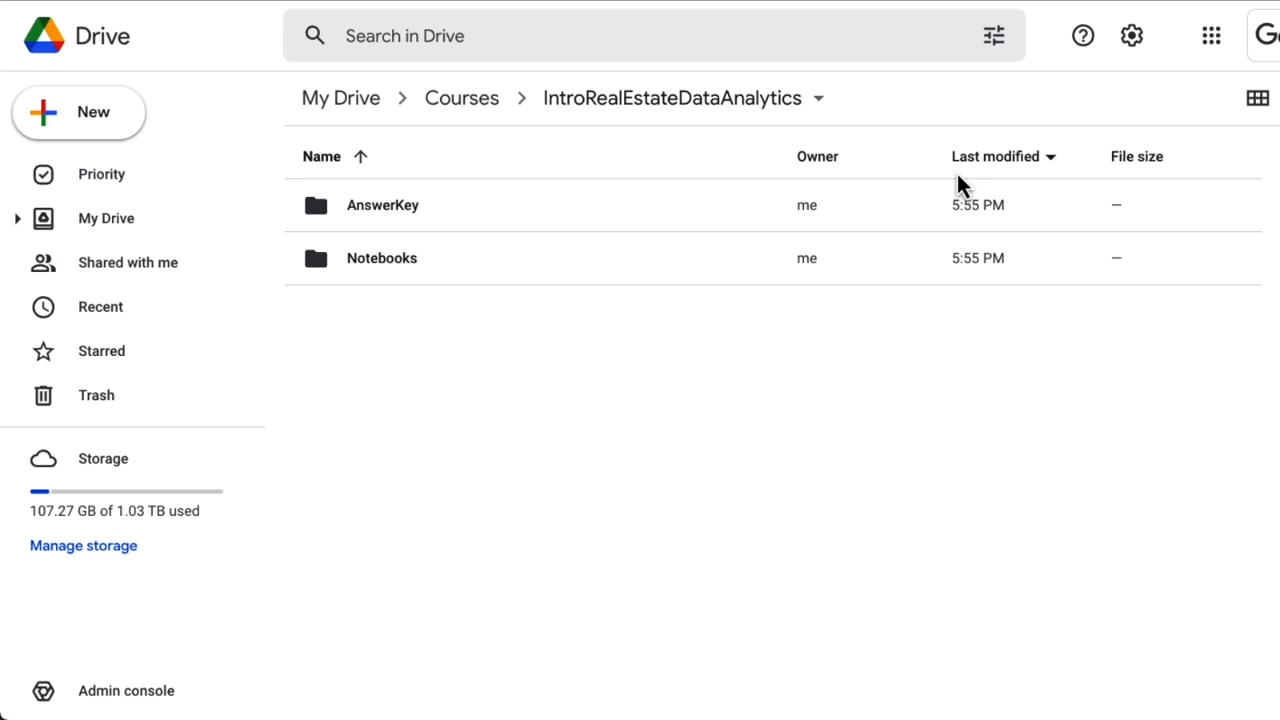 Drive
Search in Drive
New
My Drive
Courses
IntroRealEstateDataAnalytics
Name
Owner
Last modified
File size
AnswerKey
me
5:55 PM
–
Notebooks
me
5:55 PM
–
Priority
My Drive
Shared with me
Recent
Starred
Trash
Storage
107.27 GB of 1.03 TB used
Manage storage
Admin console